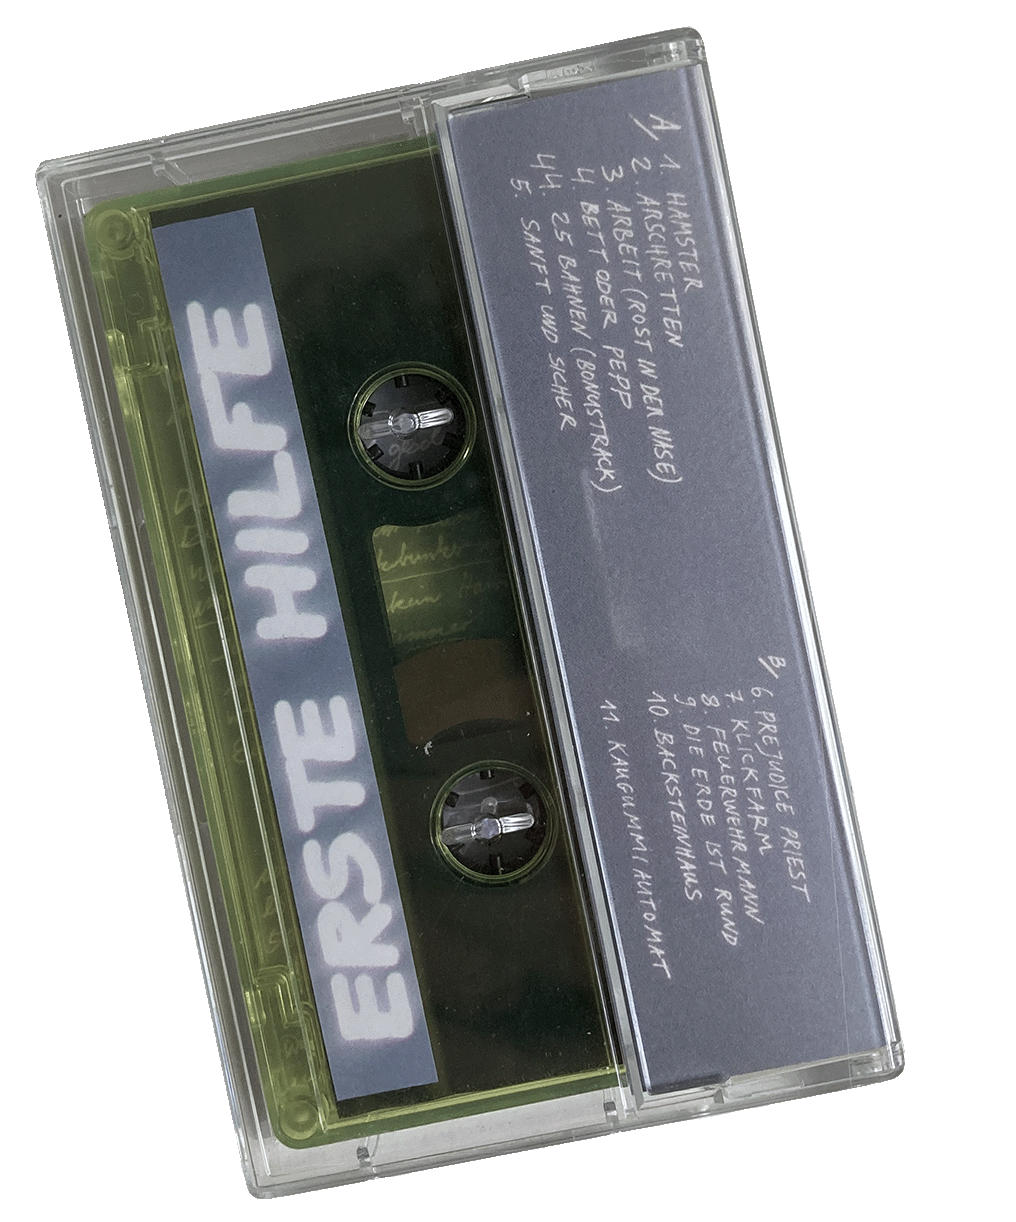 ERSTE HILFE
kein
A,
1. HAMSTER
2. ARSCHRETTEN
3. ARBEIT (ROST IN DER NASE)
4. BETT ODER PEPP
44. 25 BAHNEN (BONUSTRACK)
5. SANFT UND SICHER
B,
6. PREJUDICE PRIEST
7. KLICKFARM
8. FEUERWEHRMANN
9. DIE ERDE IST RUND
10. BACKSTEINHAUS
11. KAUGUMMIAUTOMAT